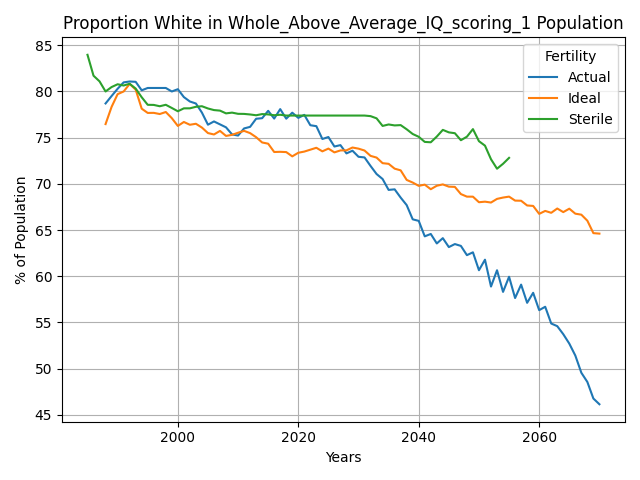 Proportion White in Whole_Above_Average_IQ_scoring_1 Population
Fertility
Actual
Ideal
Sterile
% of Population
85
80
75
70
65
60
55
50
45
2000
2020
2040
2060
Years